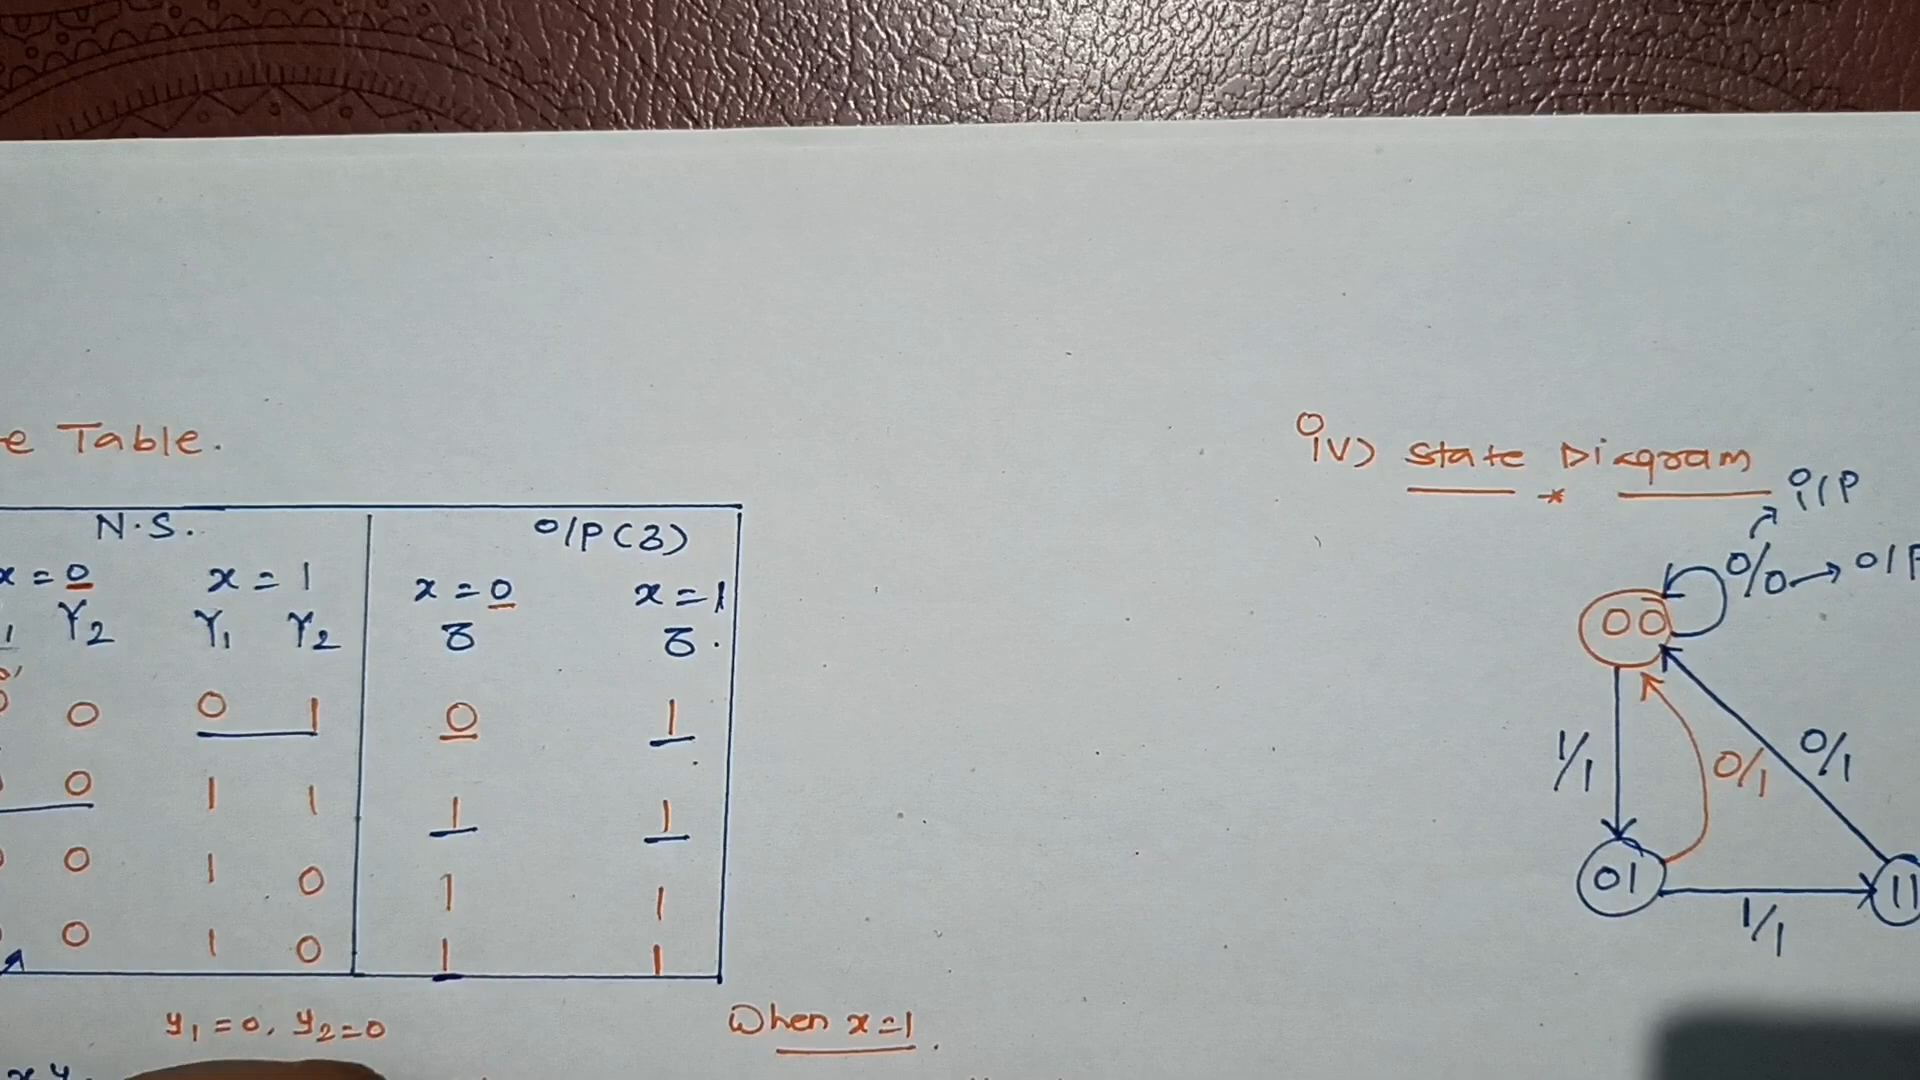 e Table.
iv) State Diagram
i/P
N.S.
O/P(z)
0/0 → O/P
x = 0 x = 1
x = 0 x = 1
Y2 Y1 Y2
z z.
00
0 0 1 0 1
1/1 0/1 0/1
0 1 1 1 1
0 1 0 1 1
01 11
1/1
0 1 0 1 1
y1 = 0, y2 = 0
When x = 1.